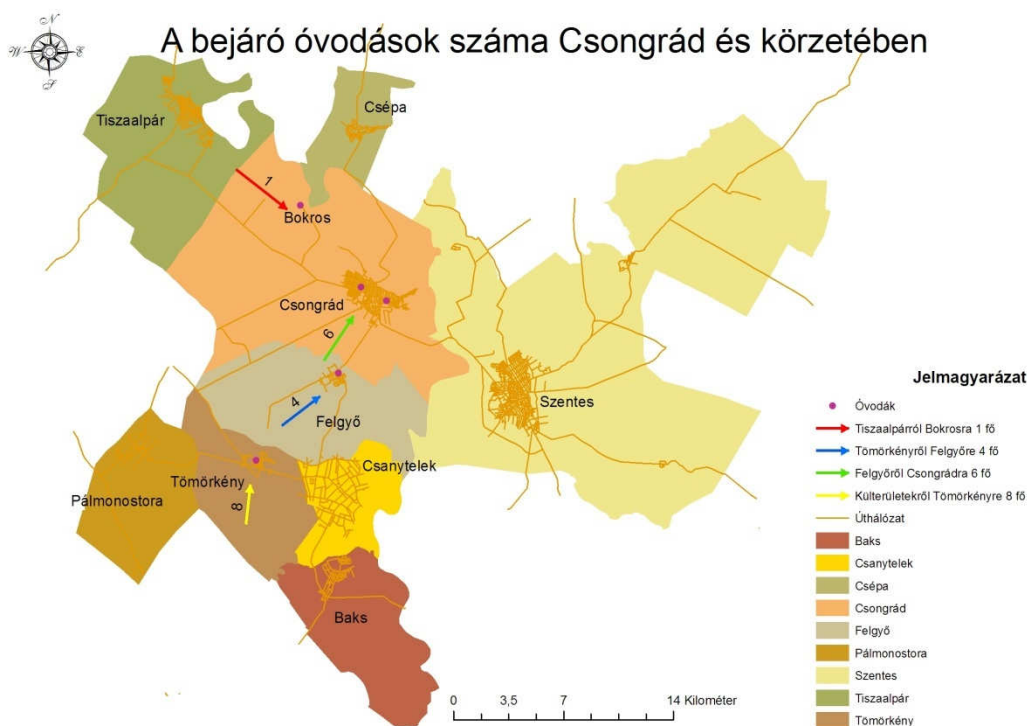 N
W E
S
A bejáró óvodások száma Csongrád és körzetében
Tiszaalpár
Csépa
1
Bokros
Csongrád
6
4
Felgyő
Szentes
Csanytelek
Tömörkény
Pálmonostora
8
Baks
Jelmagyarázat
Óvodák
Tiszaalpárról Bokrosra 1 fő
Tömörkényről Felgyőre 4 fő
Felgyőről Csongrádra 6 fő
Külterületekről Tömörkényre 8 fő
Úthálózat
Baks
Csanytelek
Csépa
Csongrád
Felgyő
Pálmonostora
Szentes
Tiszaalpár
Tömörkény
0 3,5 7 14 Kilométer